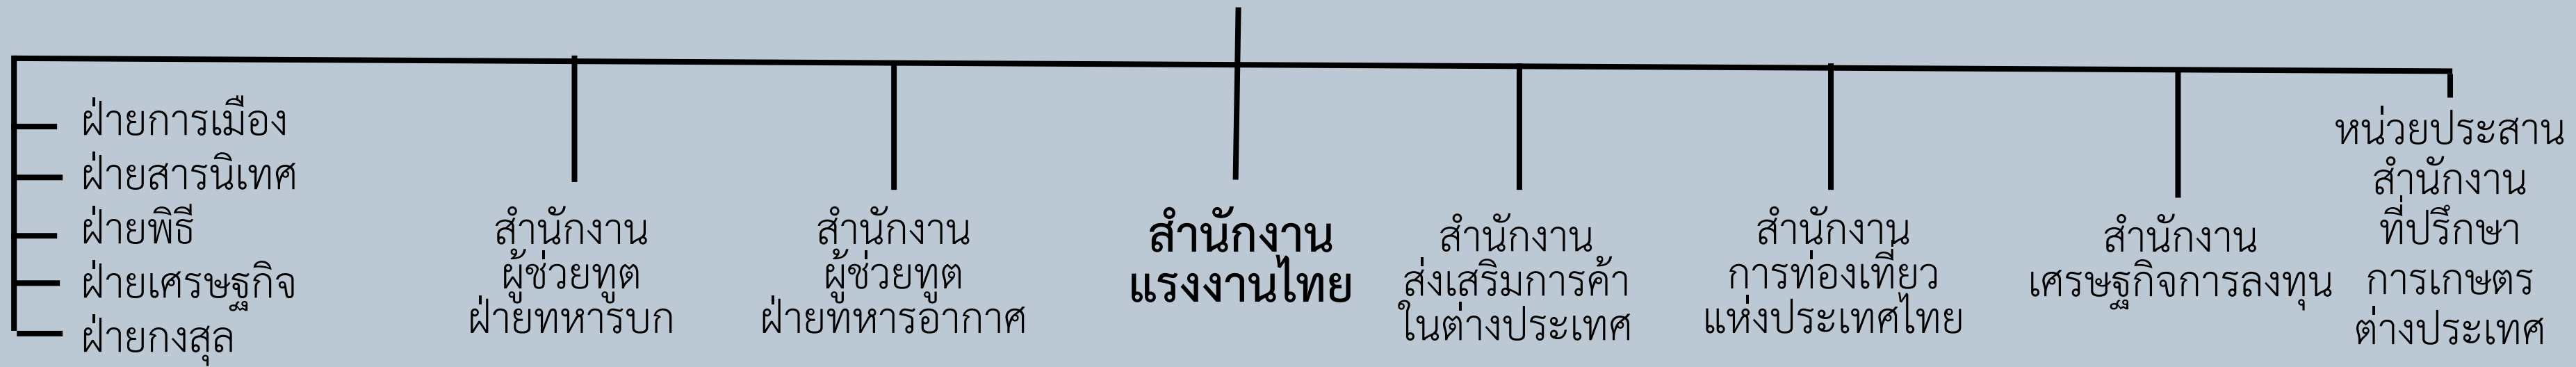 ฝ่ายการเมือง
ฝ่ายสารนิเทศ
ฝ่ายพิธี
ฝ่ายเศรษฐกิจ
ฝ่ายกงสุล
สำนักงาน
ผู้ช่วยทูต
ฝ่ายทหารบก
สำนักงาน
ผู้ช่วยทูต
ฝ่ายทหารอากาศ
สำนักงาน
แรงงานไทย
สำนักงาน
ส่งเสริมการค้า
ในต่างประเทศ
สำนักงาน
การท่องเที่ยว
แห่งประเทศไทย
สำนักงาน
เศรษฐกิจการลงทุน
หน่วยประสาน
สำนักงาน
ที่ปรึกษา
การเกษตร
ต่างประเทศ